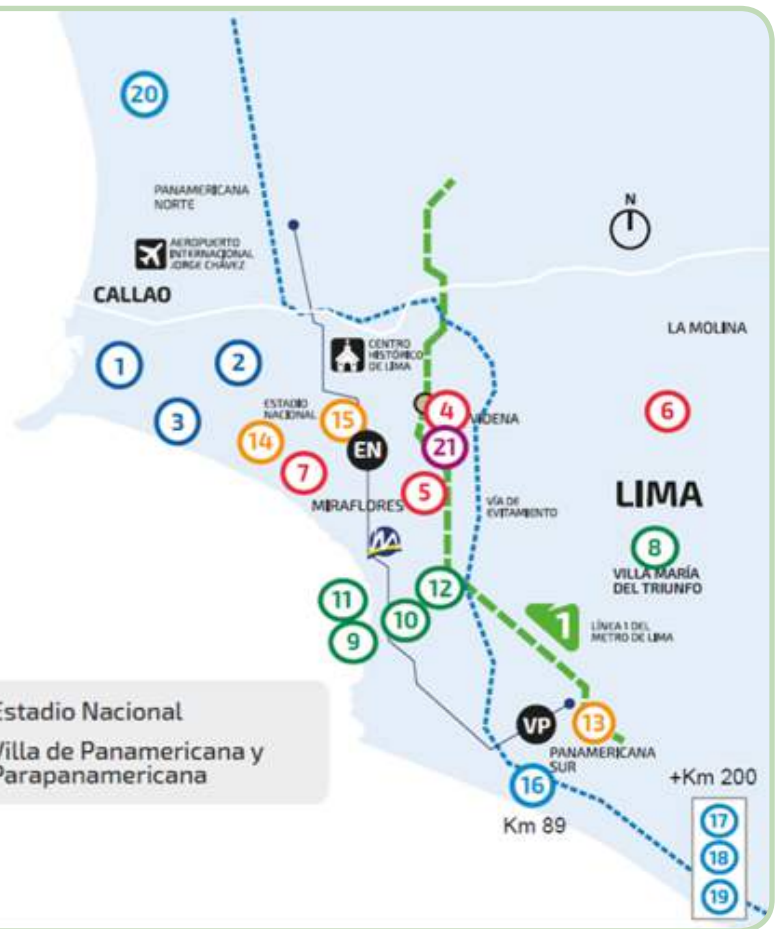 20
N
PANAMERICANA
NORTE
AEROPUERTO
INTERNACIONAL
JORGE CHÁVEZ
CALLAO
LA MOLINA
1
2
CENTRO
HISTÓRICO
DE LIMA
3
ESTADIO
NACIONAL
15
4
VIDENA
6
14
EN
21
7
5
MIRAFLORES
VÍA DE
EVITAMIENTO
LIMA
8
VILLA MARÍA
DEL TRIUNFO
M
12
11
10
9
1
LÍNEA 1 DEL
METRO DE LIMA
Estadio Nacional
Villa de Panamericana y
Parapanamericana
VP
13
PANAMERICANA
SUR
16
Km 89
+Km 200
17
18
19